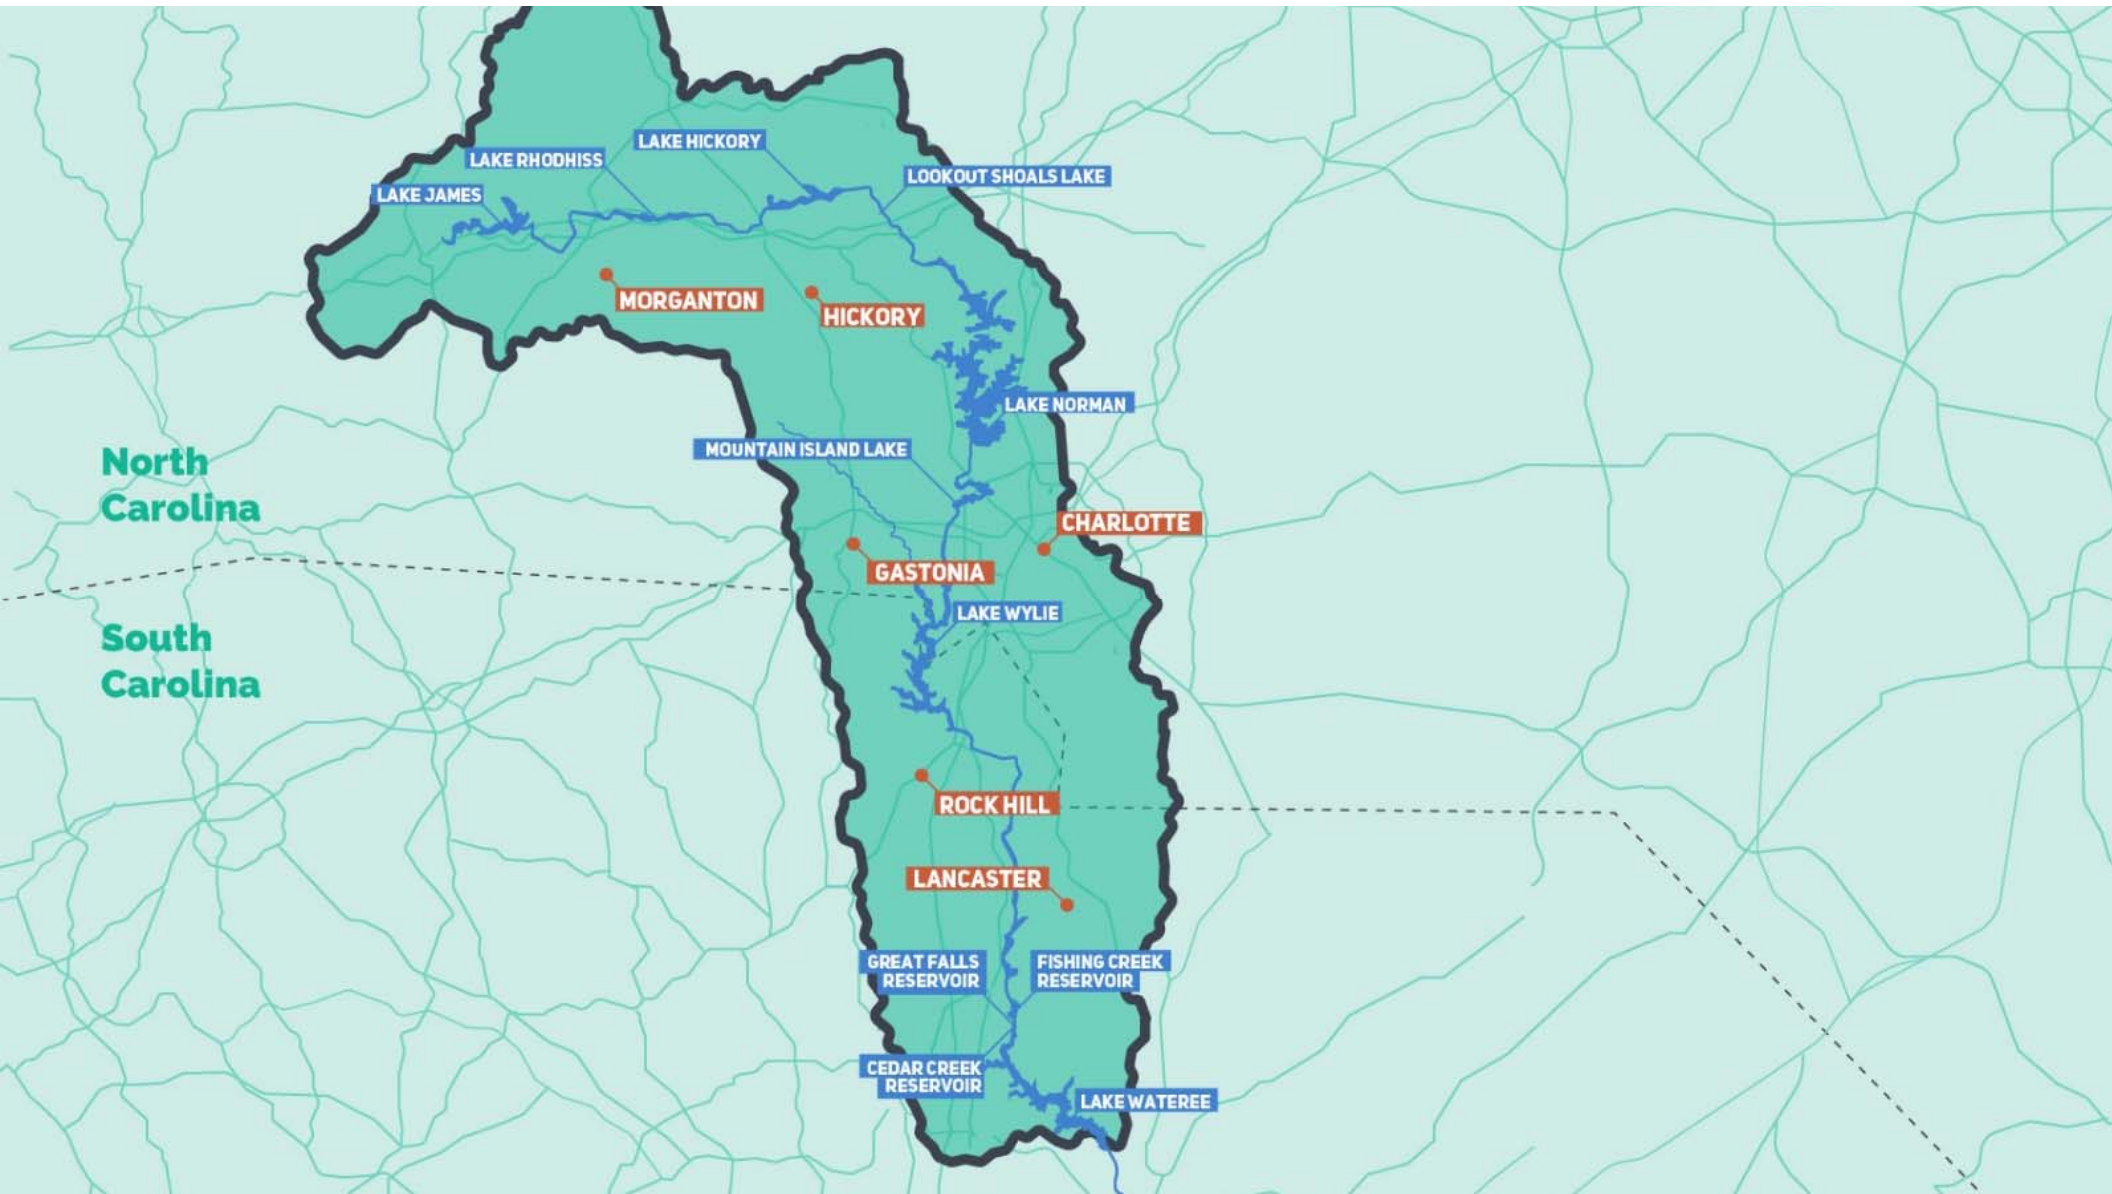 LAKE HICKORY
LAKE RHODHISS
LOOKOUT SHOALS LAKE
LAKE JAMES
MORGANTON
HICKORY
LAKE NORMAN
MOUNTAIN ISLAND LAKE
North
Carolina
CHARLOTTE
GASTONIA
LAKE WYLIE
South
Carolina
ROCK HILL
LANCASTER
GREAT FALLS
RESERVOIR
FISHING CREEK
RESERVOIR
CEDAR CREEK
RESERVOIR
LAKE WATEREE